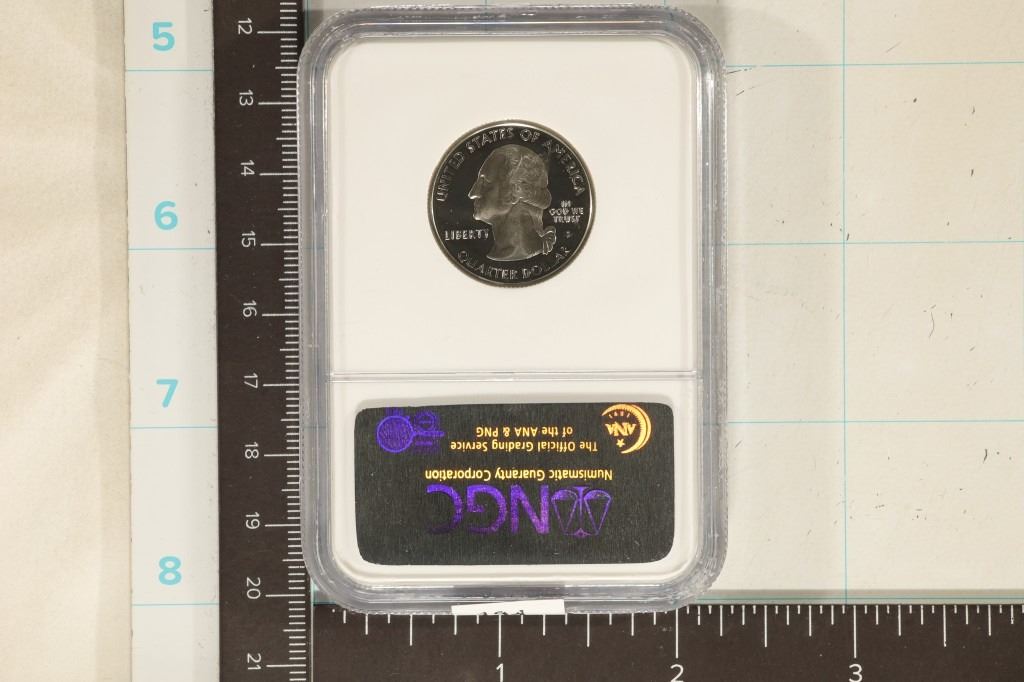 5
6
7
8
12
13
14
15
16
17
18
19
20
21
UNITED STATES OF AMERICA
IN
GOD WE
TRUST
LIBERTY
S
QUARTER DOLLAR
NGC
Numismatic Guaranty Corporation
The Official Grading Service
of the ANA & PNG
ANA
1891
1
2
3